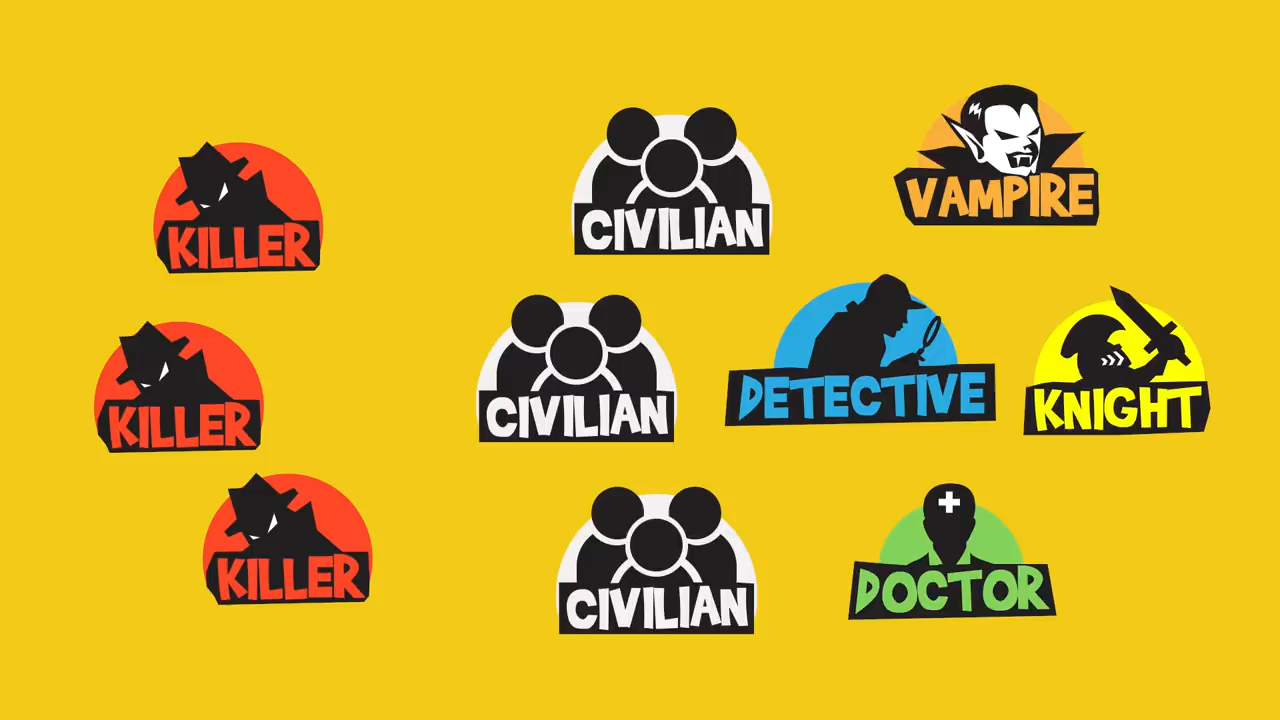 KILLER
KILLER
KILLER
CIVILIAN
CIVILIAN
CIVILIAN
VAMPIRE
DETECTIVE
KNIGHT
DOCTOR